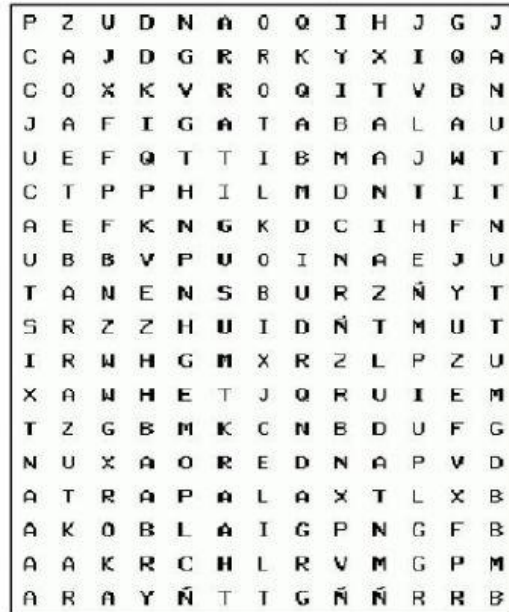 P Z U D N A O Q I H J G J
C A J D G R R K Y X I Q A
C O X K V R O Q I T V B N
J A F I G A T A B A L A U
U E F Q T T I B M A J W T
C T P P H I L M D N T I T
A E F K N G K D C I H F N
U B B V P U O I N A E J U
T A N E N S B U R Z Ñ Y T
S R Z Z H U I D Ñ T M U T
I R W H G M X R Z L P Z U
X A W H E T J Q R U I E M
T Z G B M K C N B D U F G
N U X A O R E D N A P V D
A T R A P A L A X T L X B
A K O B L A I G P N G F B
A A K R C H L R V M G P M
A R A Y Ñ T T G Ñ Ñ R R B